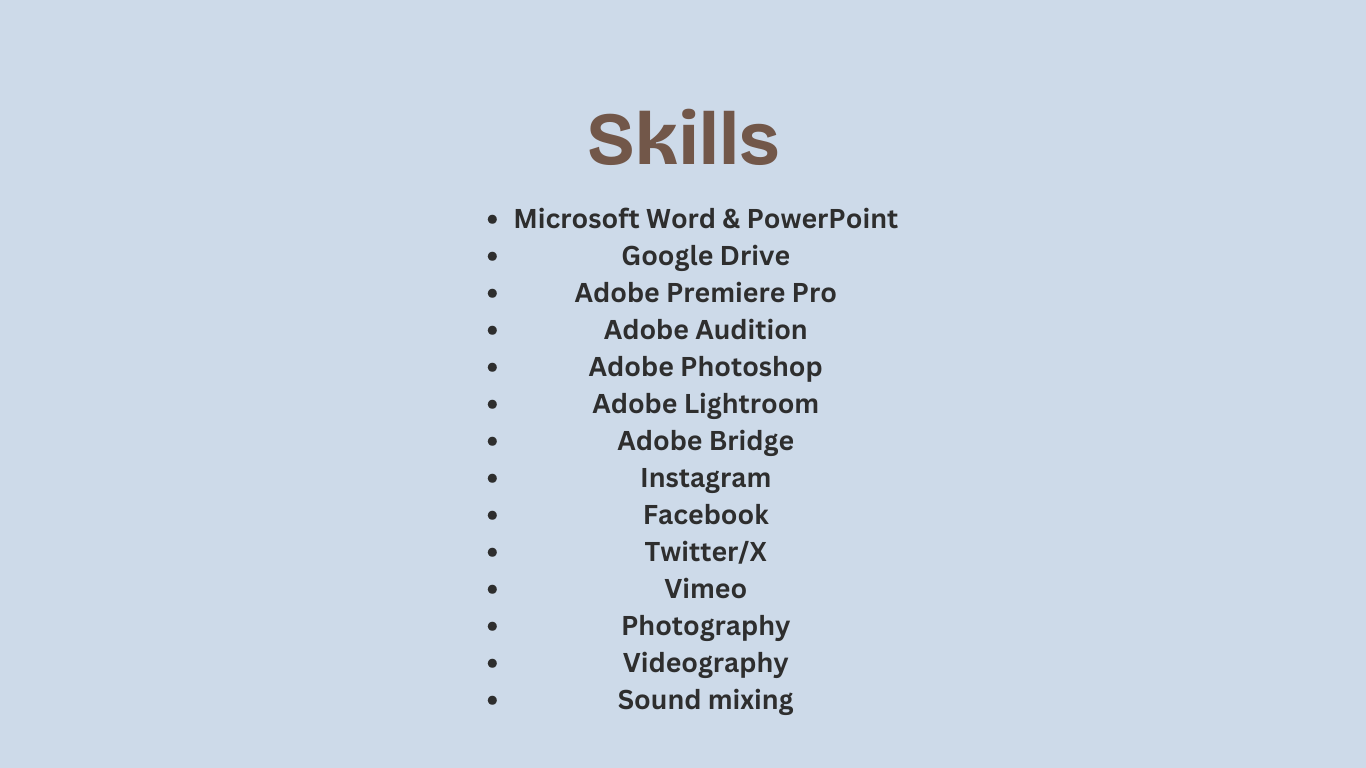 Skills
• Microsoft Word & PowerPoint
• Google Drive
• Adobe Premiere Pro
• Adobe Audition
• Adobe Photoshop
• Adobe Lightroom
• Adobe Bridge
• Instagram
• Facebook
• Twitter/X
• Vimeo
• Photography
• Videography
• Sound mixing